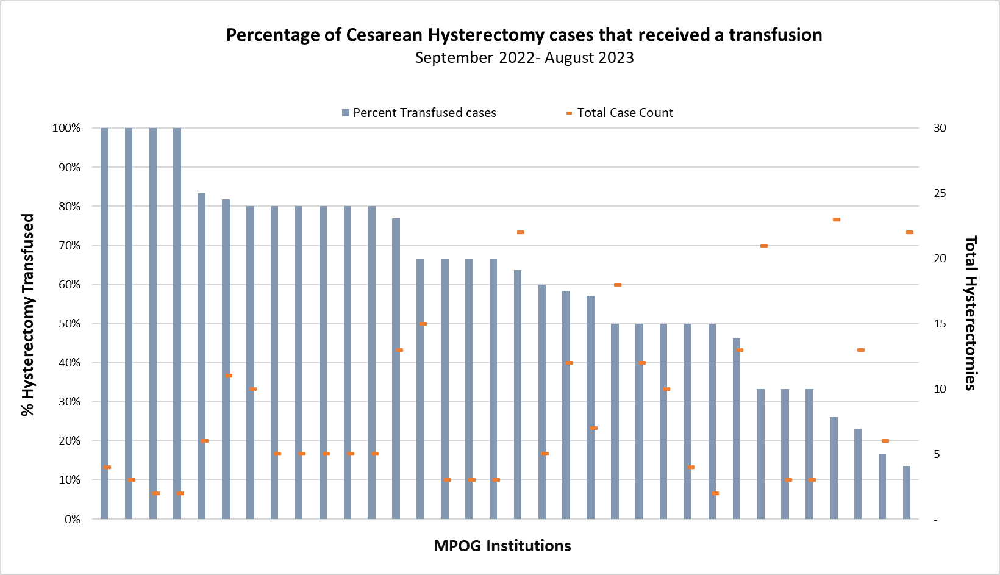 Percentage of Cesarean Hysterectomy cases that received a transfusion
September 2022- August 2023
Percent Transfused cases
Total Case Count
100%
90%
80%
70%
60%
50%
40%
30%
20%
10%
0%
% Hysterectomy Transfused
30
25
20
15
10
5
-
Total Hysterectomies
MPOG Institutions